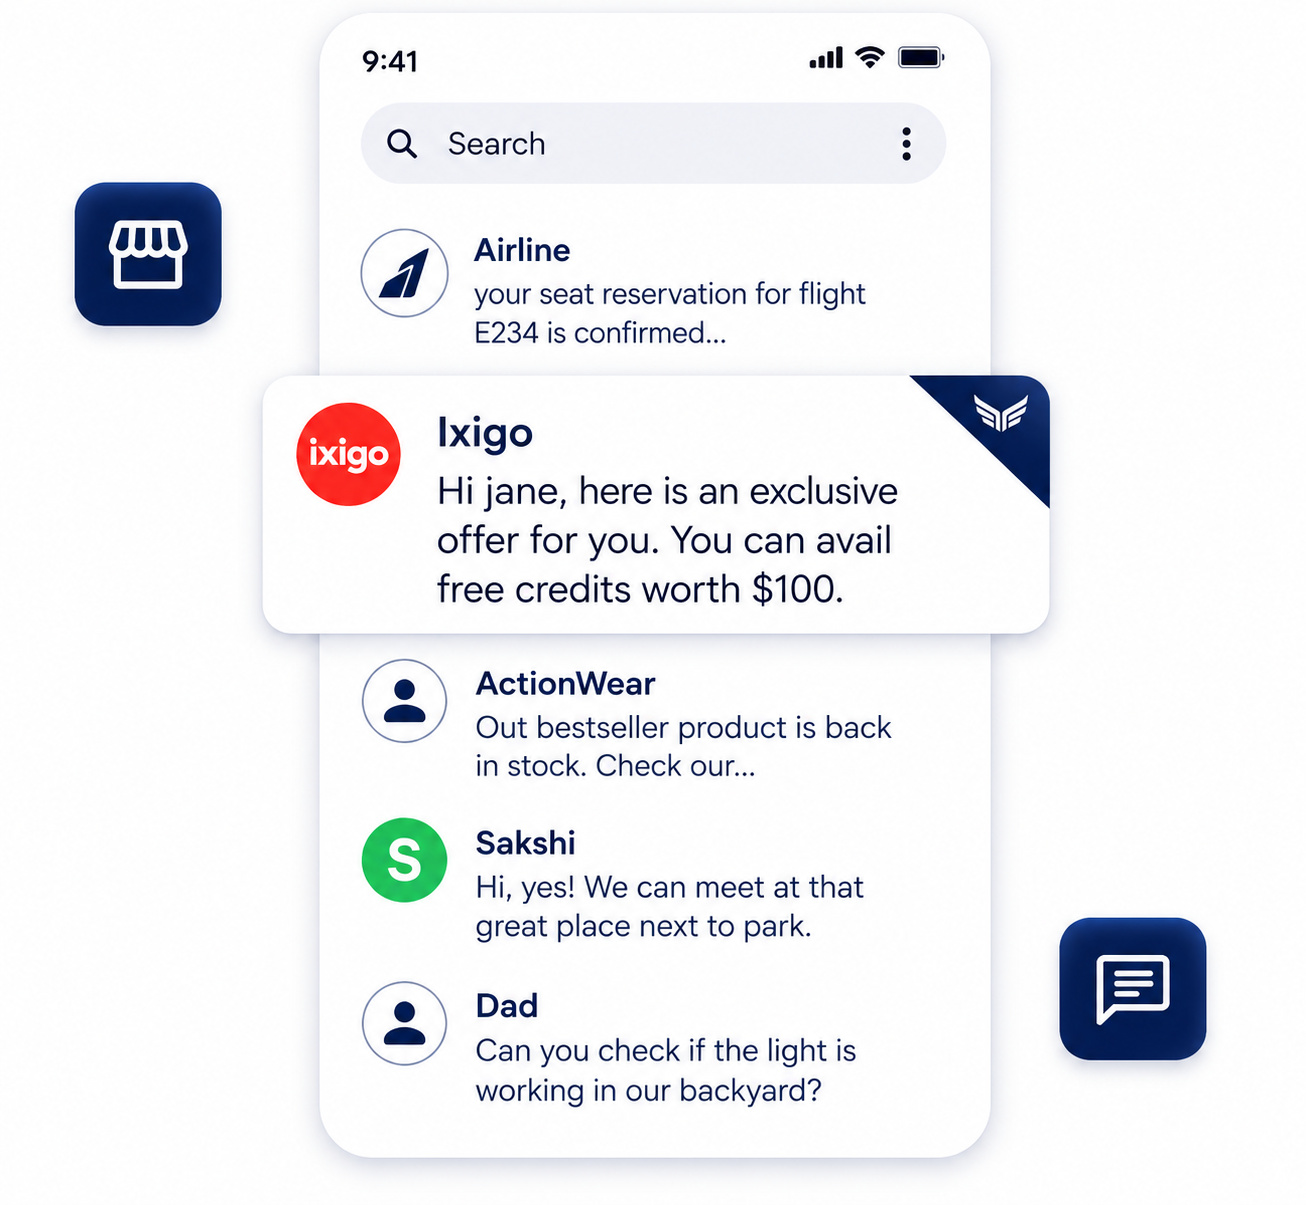 9:41
Search
Airline
your seat reservation for flight
E234 is confirmed...
ixigo
Ixigo
Hi jane, here is an exclusive
offer for you. You can avail
free credits worth $100.
ActionWear
Out bestseller product is back
in stock. Check our...
S
Sakshi
Hi, yes! We can meet at that
great place next to park.
Dad
Can you check if the light is
working in our backyard?